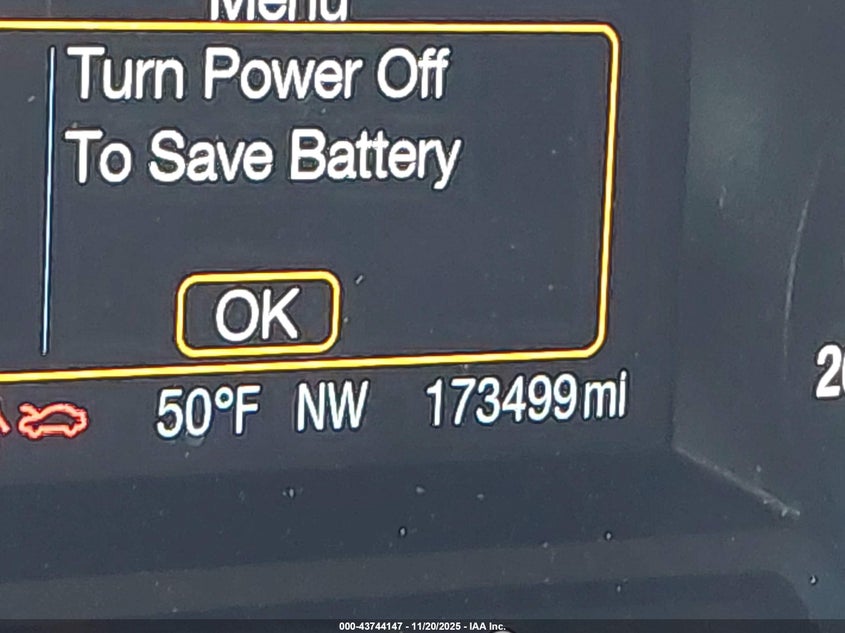 Menu
Turn Power Off
To Save Battery
OK
50°F NW 173499mi
000-43744147 - 11/20/2025 - IAA Inc.